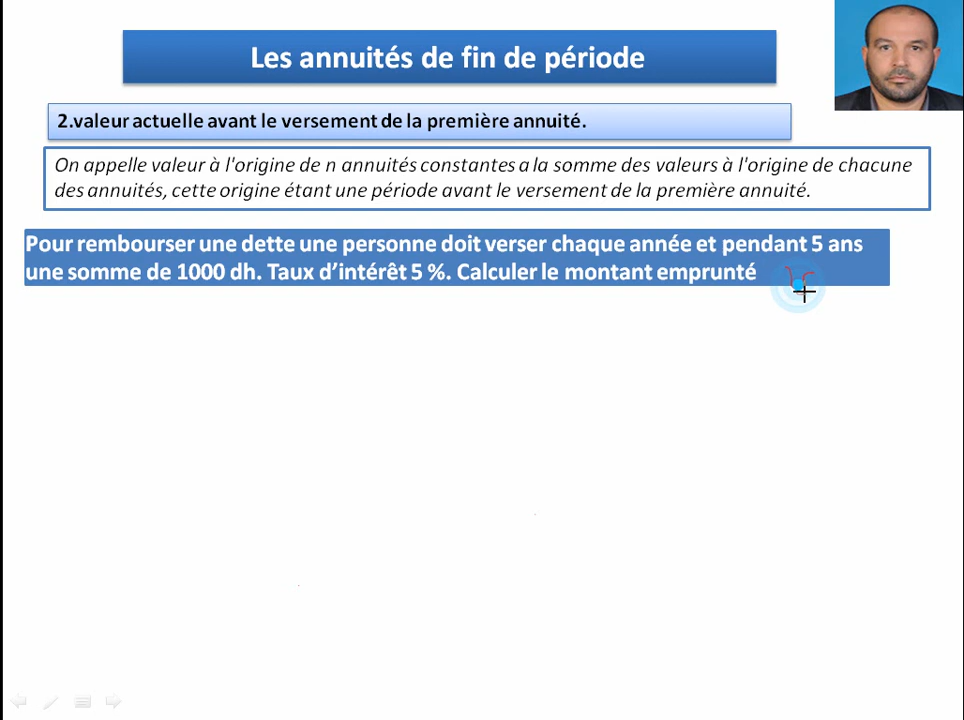 Les annuités de fin de période
2.valeur actuelle avant le versement de la première annuité.
On appelle valeur à l'origine de n annuités constantes a la somme des valeurs à l'origine de chacune
des annuités, cette origine étant une période avant le versement de la première annuité.
Pour rembourser une dette une personne doit verser chaque année et pendant 5 ans
une somme de 1000 dh. Taux d’intérêt 5 %. Calculer le montant emprunté